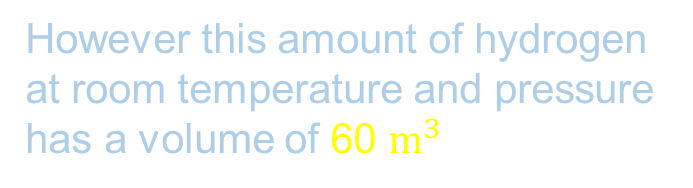 However this amount of hydrogen
at room temperature and pressure
has a volume of 60 m³